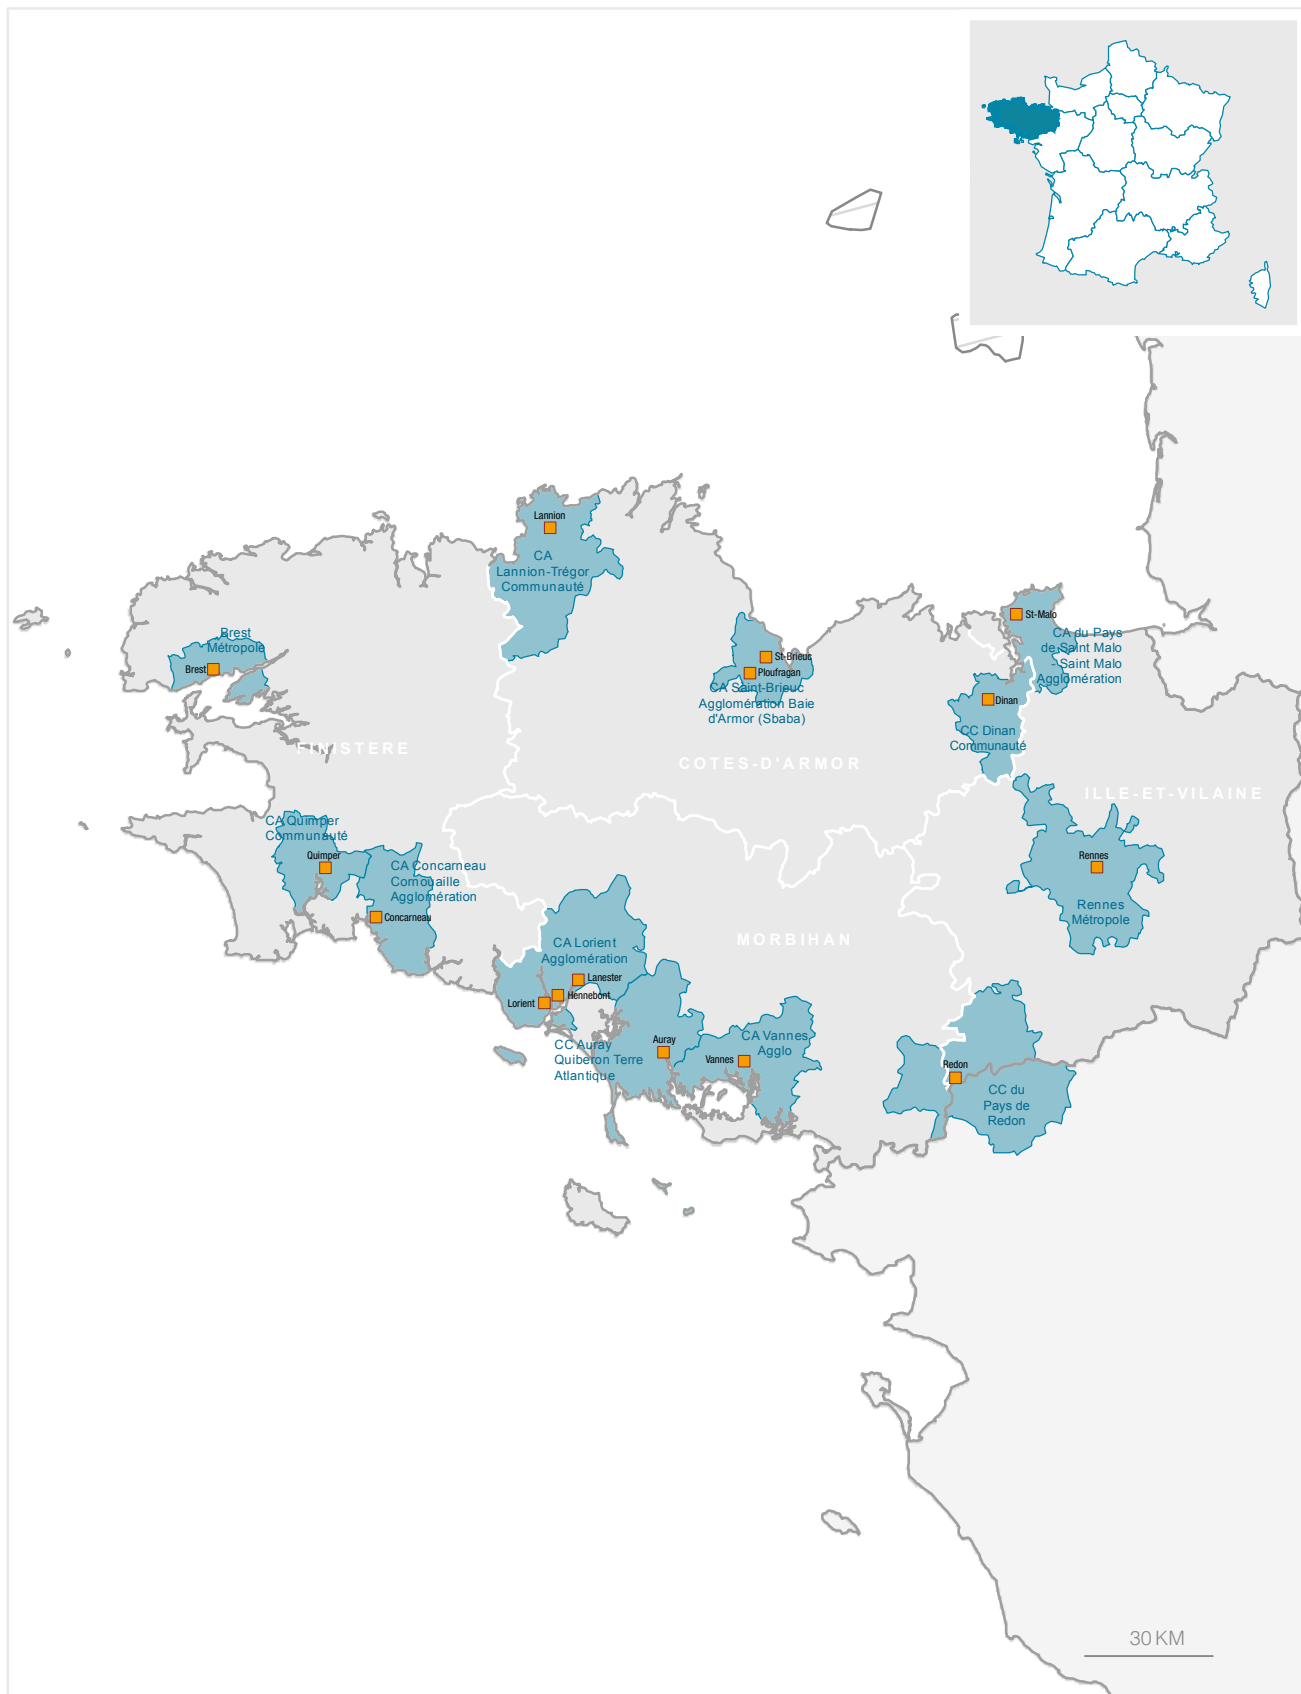 Lannion
CA
Lannion-Trégor
Communauté
St-Malo
Brest
Métropole
Brest
CA du Pays
de Saint Malo
- Saint Malo
Agglomération
St-Brieuc
Ploufragan
CA Saint-Brieuc
Agglomération Baie
d'Armor (Sbaba)
Dinan
CC Dinan
Communauté
FINISTERE
COTES-D'ARMOR
ILLE-ET-VILAINE
CA Quimper
Communauté
Quimper
CA Concarneau
Cornouaille
Agglomération
Concarneau
Rennes
Rennes
Métropole
MORBIHAN
CA Lorient
Agglomération
Lanester
Hennebont
Lorient
CC Auray
Quiberon Terre
Atlantique
Auray
CA Vannes
Agglo
Vannes
Redon
CC du
Pays de
Redon
30 KM